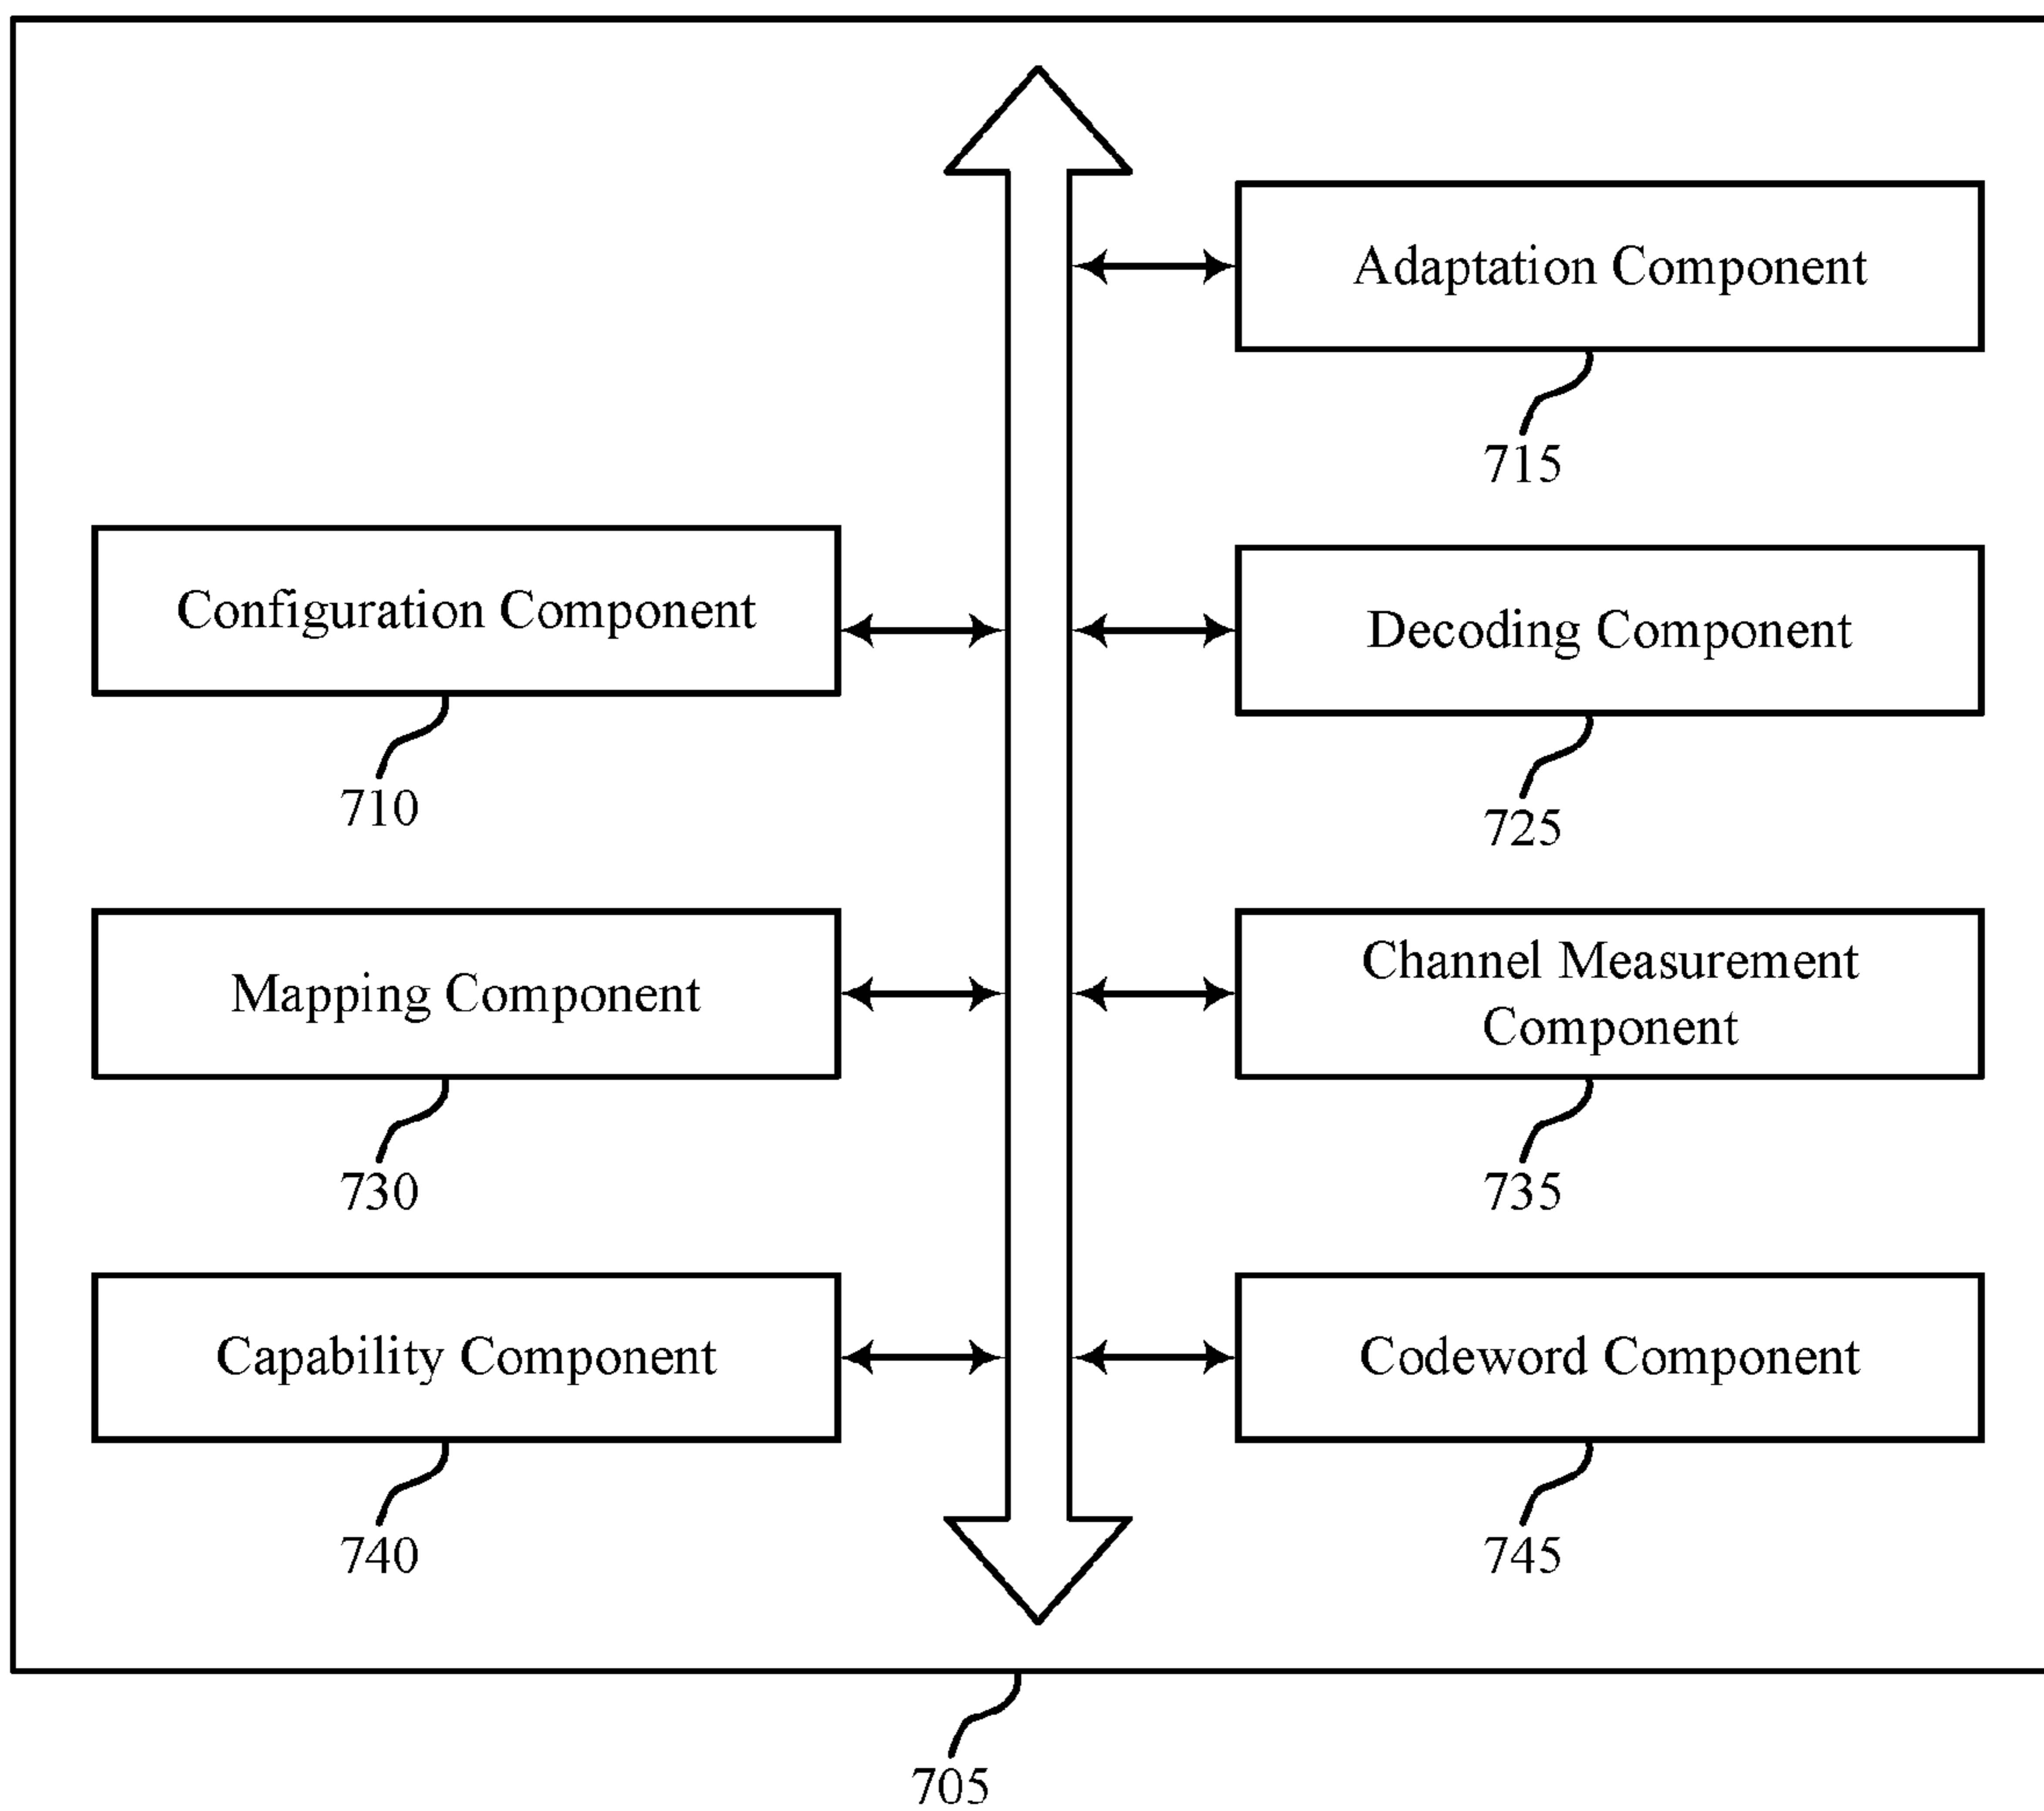 Adaptation Component
715
Configuration Component
710
Decoding Component
725
Mapping Component
730
Channel Measurement
Component
735
Capability Component
740
Codeword Component
745
705